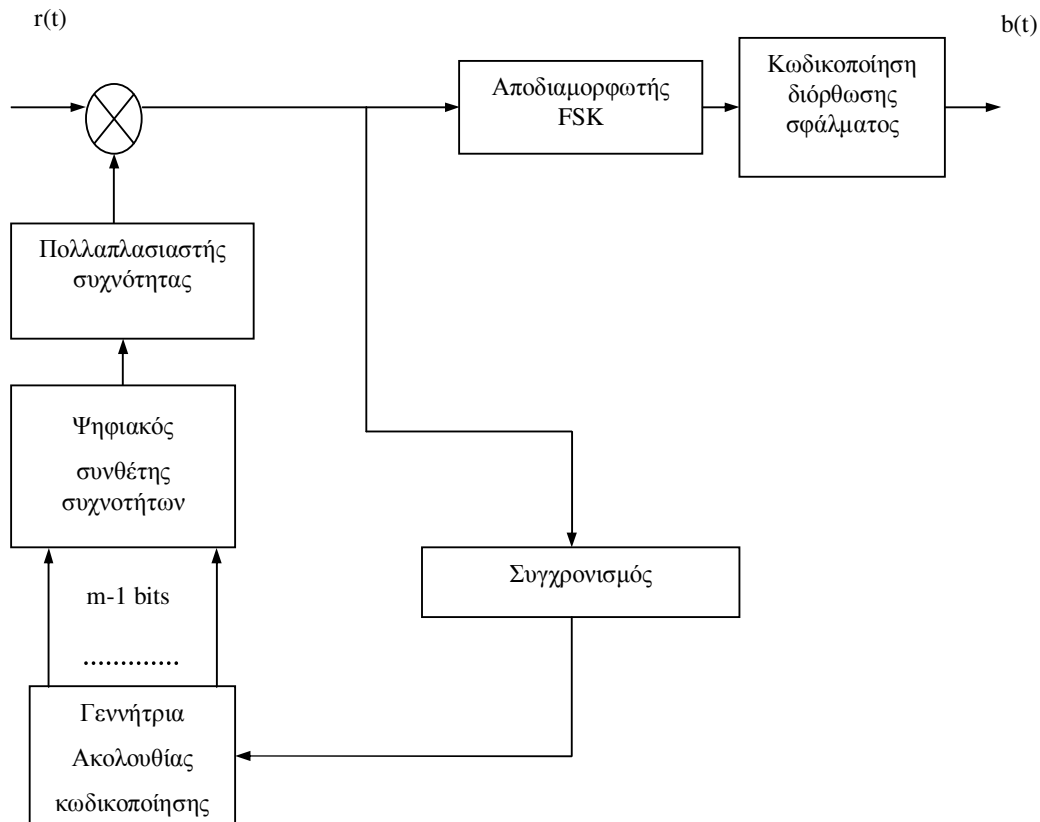 r(t)
b(t)
Αποδιαμορφωτής
FSK
Κωδικοποίηση
διόρθωσης
σφάλματος
Πολλαπλασιαστής
συχνότητας
Ψηφιακός
συνθέτης
συχνοτήτων
Συγχρονισμός
m-1 bits
.............
Γεννήτρια
Ακολουθίας
κωδικοποίησης